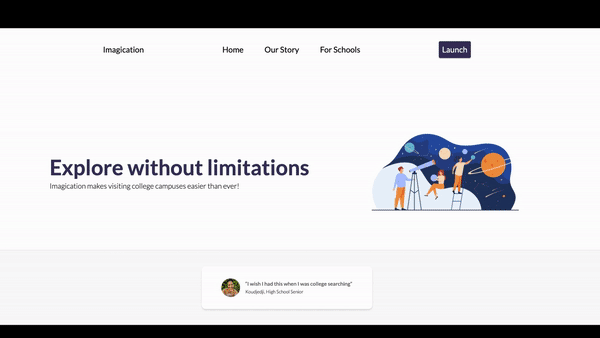 Imagication
Home
Our Story
For Schools
Launch
Explore without limitations
Imagication makes visiting college campuses easier than ever!
"I wish I had this when I was college searching"
Koudjedji, High School Senior